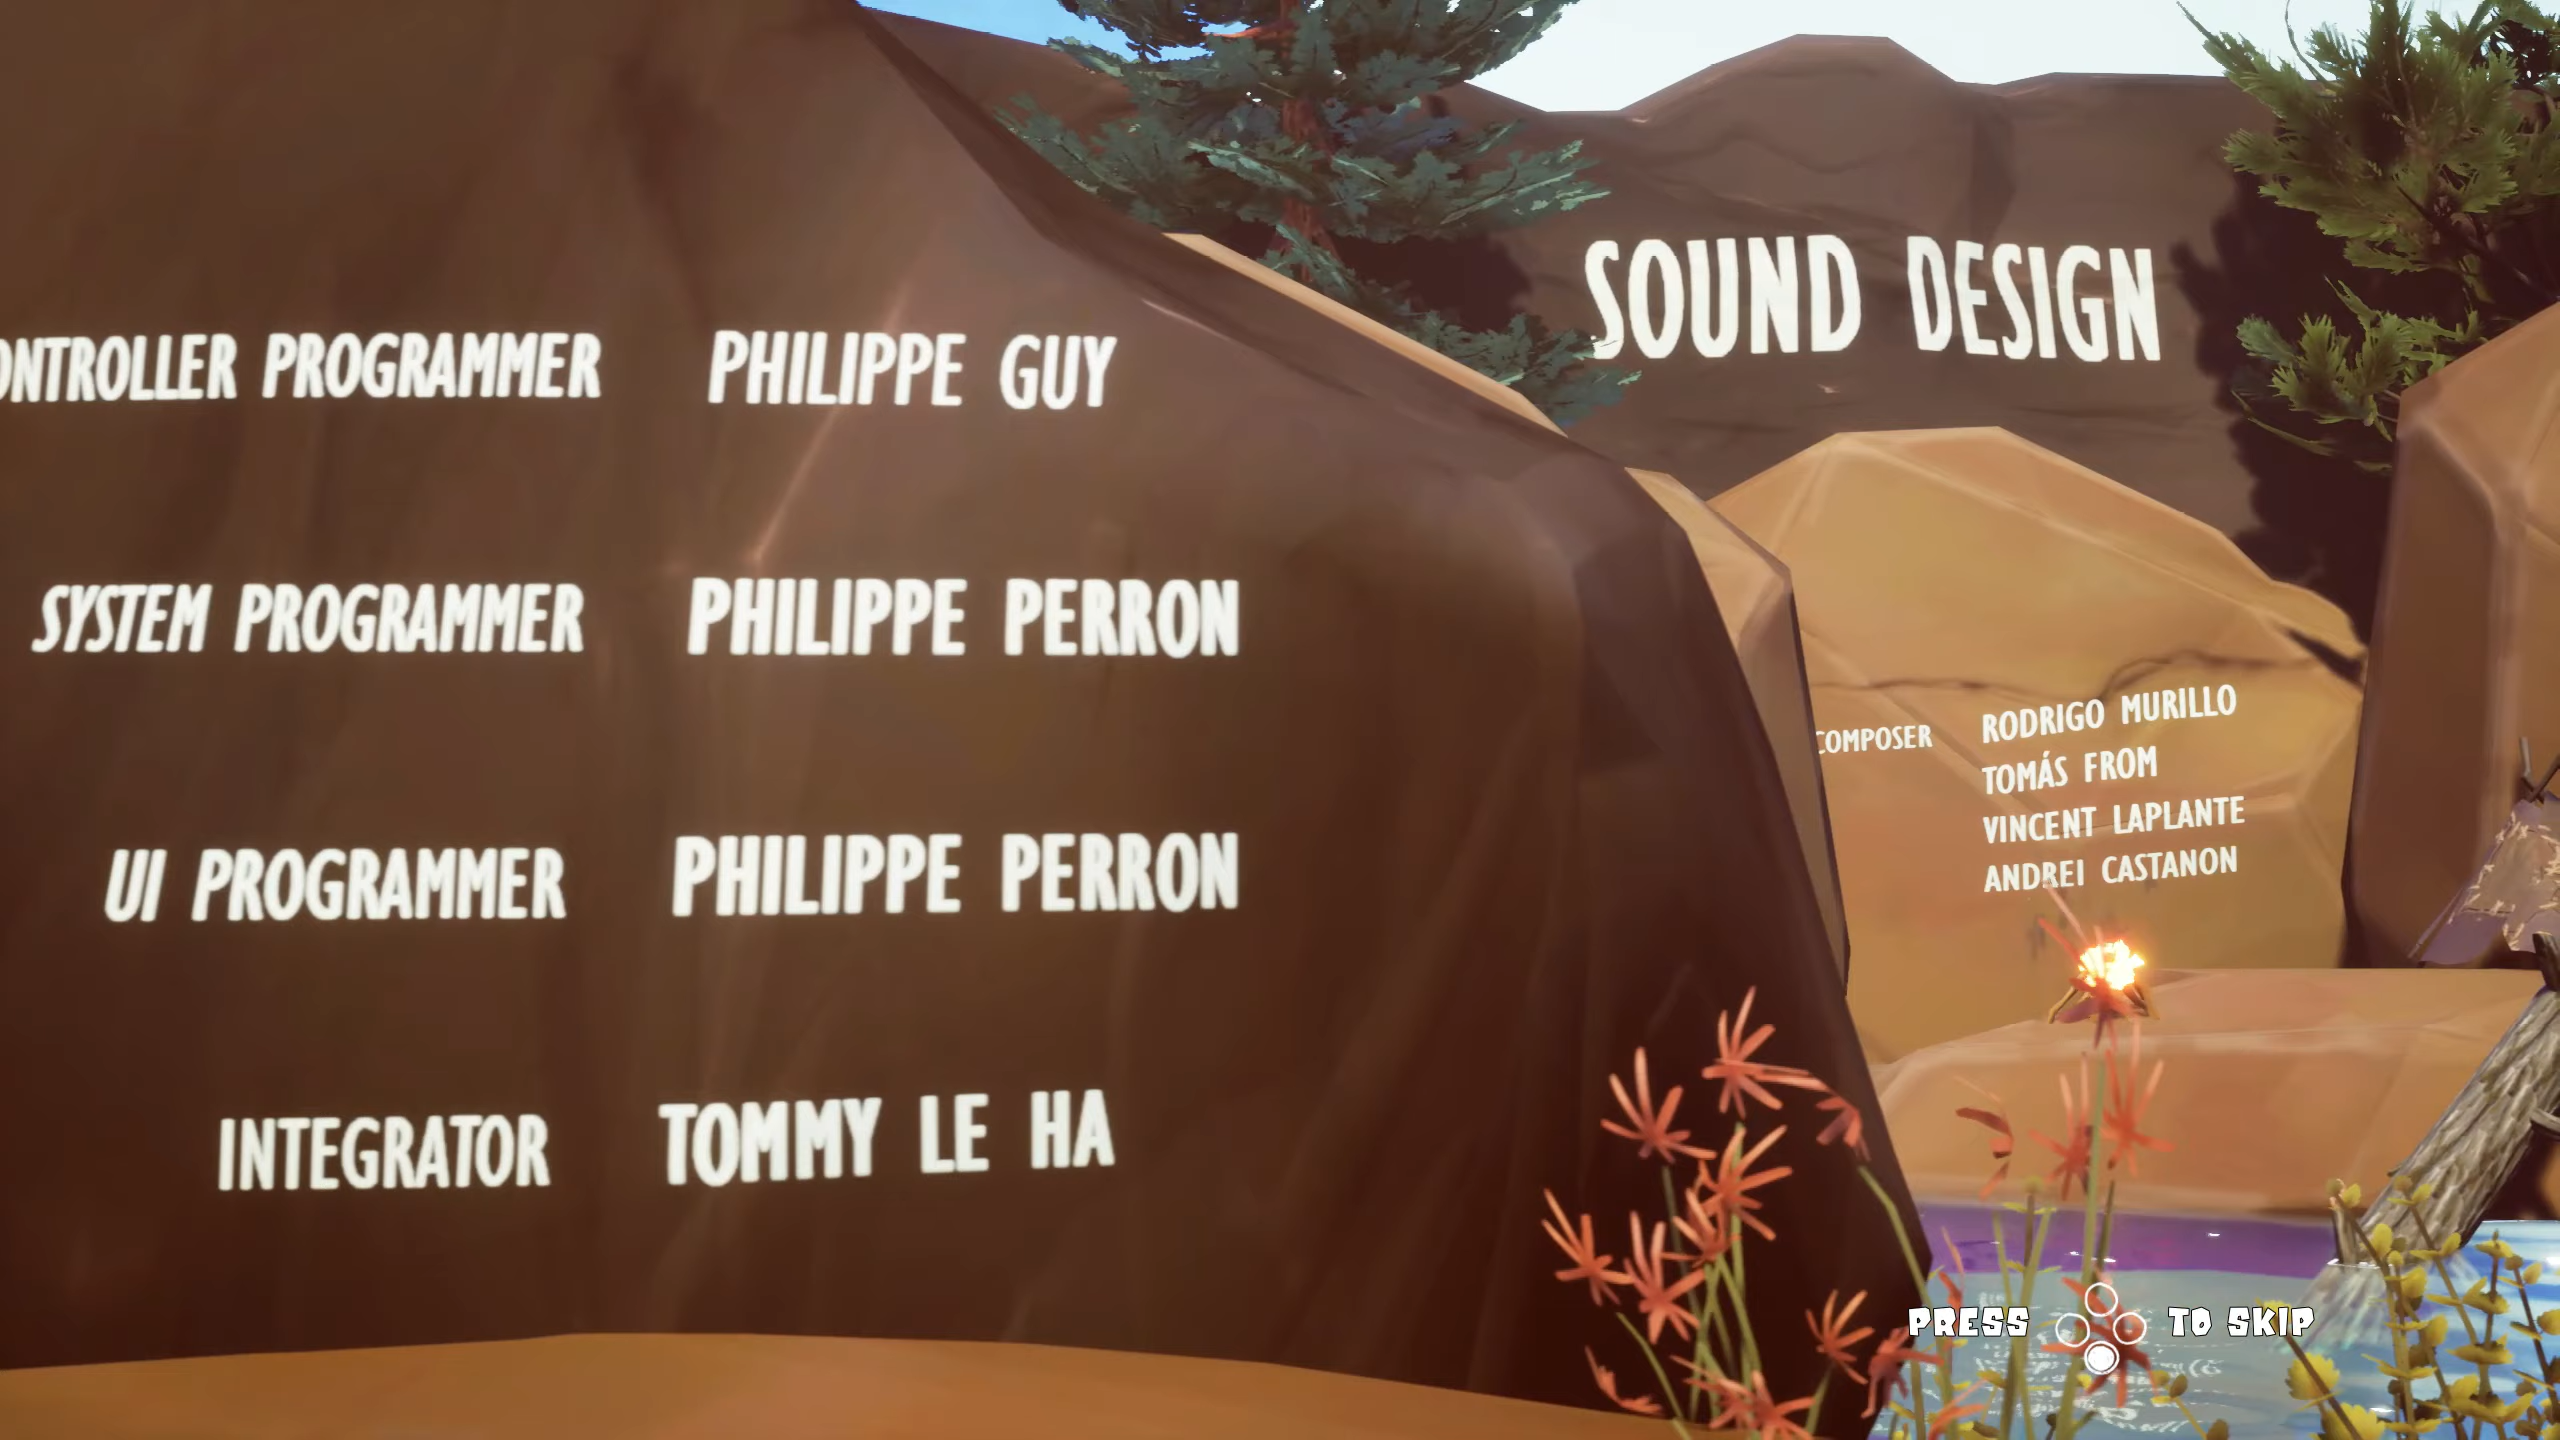 ONTROLLER PROGRAMMER PHILIPPE GUY
SYSTEM PROGRAMMER PHILIPPE PERRON
UI PROGRAMMER PHILIPPE PERRON
INTEGRATOR TOMMY LE HA
SOUND DESIGN
COMPOSER RODRIGO MURILLO
TOMÁS FROM
VINCENT LAPLANTE
ANDREI CASTANON
PRESS TO SKIP